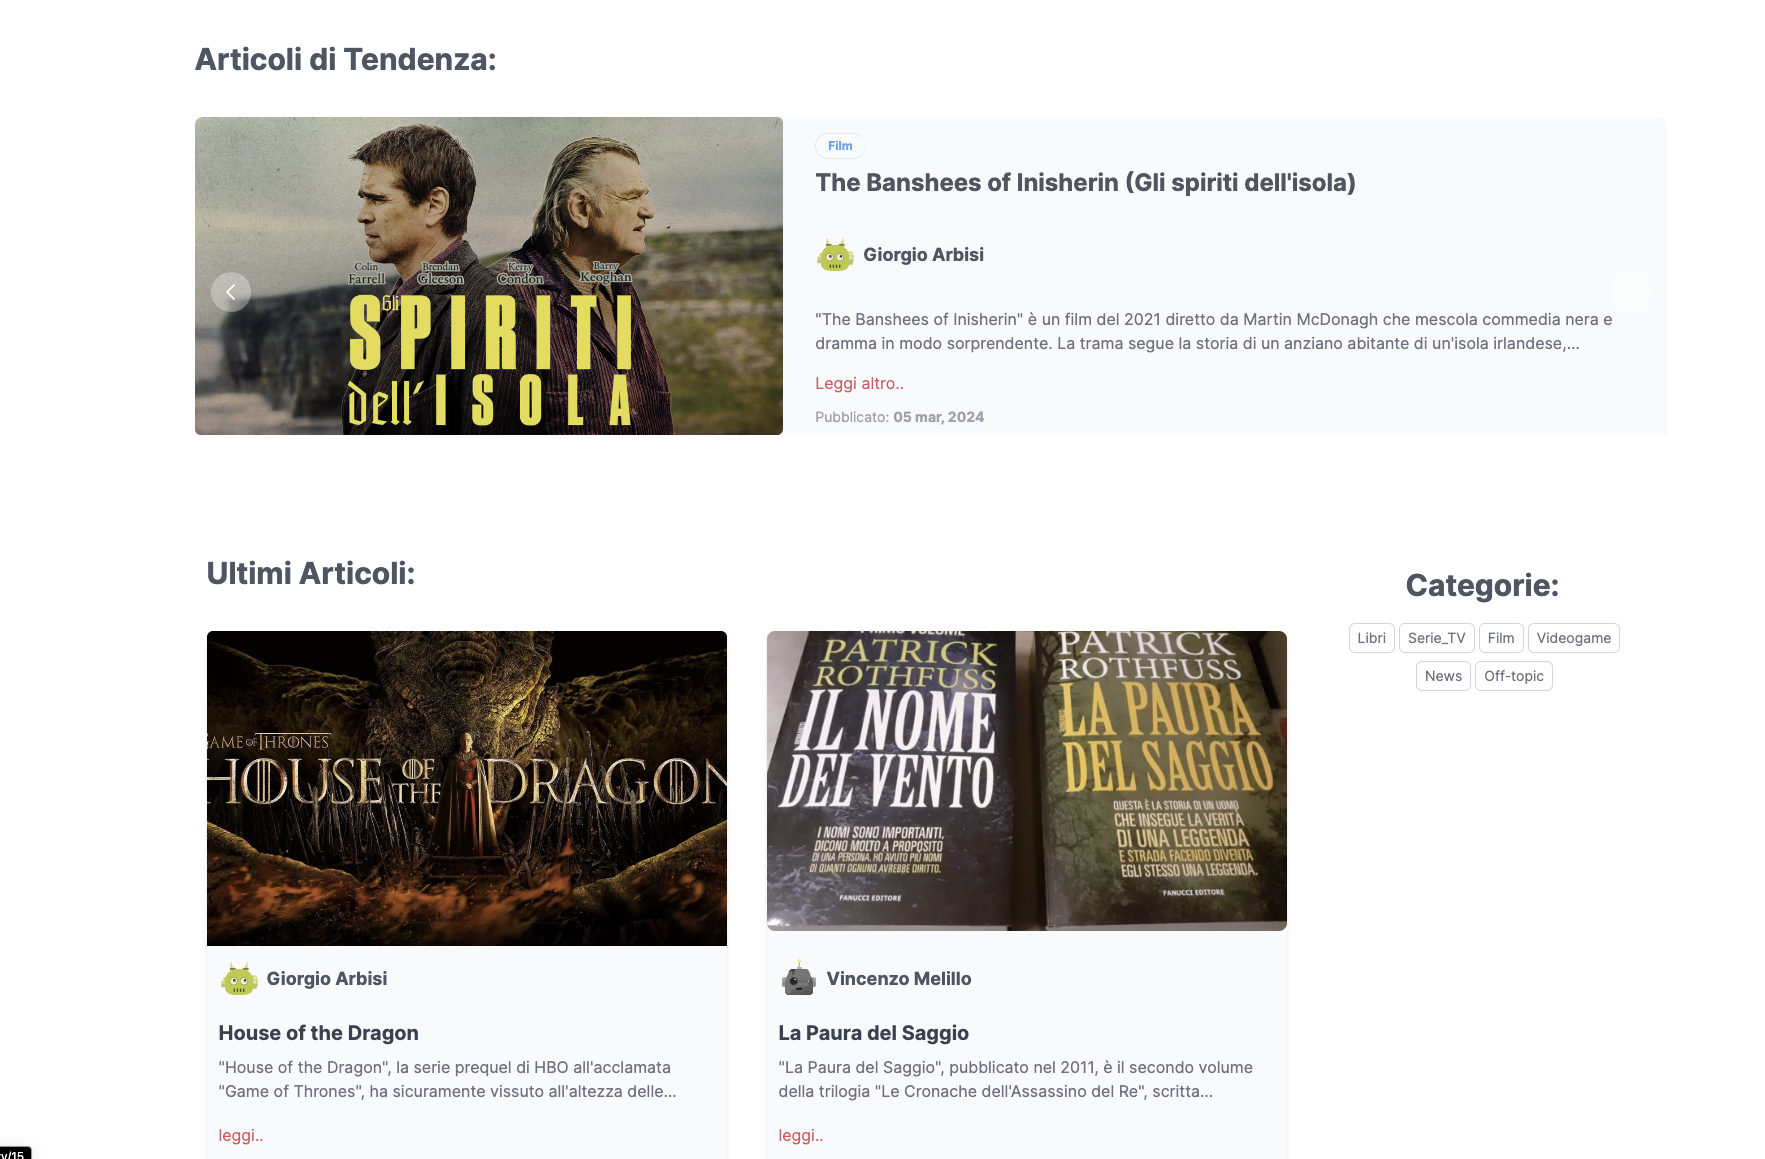 Articoli di Tendenza:
Colin Farrell
Brendan Gleeson
Kerry Condon
Barry Keoghan
Gli
SPIRITI
dell'ISOLA
Film
The Banshees of Inisherin (Gli spiriti dell'isola)
Giorgio Arbisi
"The Banshees of Inisherin" è un film del 2021 diretto da Martin McDonagh che mescola commedia nera e
dramma in modo sorprendente. La trama segue la storia di un anziano abitante di un'isola irlandese,...
Leggi altro..
Pubblicato: 05 mar, 2024
Ultimi Articoli:
GAME OF THRONES
HOUSE OF THE DRAGON
Giorgio Arbisi
House of the Dragon
"House of the Dragon", la serie prequel di HBO all'acclamata
"Game of Thrones", ha sicuramente vissuto all'altezza delle...
leggi..
PRIMO VOLUME
PATRICK
ROTHFUSS
IL NOME
DEL VENTO
I NOMI SONO IMPORTANTI,
DICONO MOLTO A PROPOSITO
DI UNA PERSONA. HO AVUTO PIÙ NOMI
DI QUANTI OGNUNO AVREBBE DIRITTO.
FANUCCI EDITORE
PATRICK
ROTHFUSS
LA PAURA
DEL SAGGIO
QUESTA È LA STORIA DI UN UOMO
CHE INSEGUE LA VERITÀ
DI UNA LEGGENDA
E STRADA FACENDO DIVENTA
EGLI STESSO UNA LEGGENDA.
FANUCCI EDITORE
Vincenzo Melillo
La Paura del Saggio
"La Paura del Saggio", pubblicato nel 2011, è il secondo volume
della trilogia "Le Cronache dell'Assassino del Re", scritta...
leggi..
Categorie:
Libri Serie_TV Film Videogame
News Off-topic
y/15